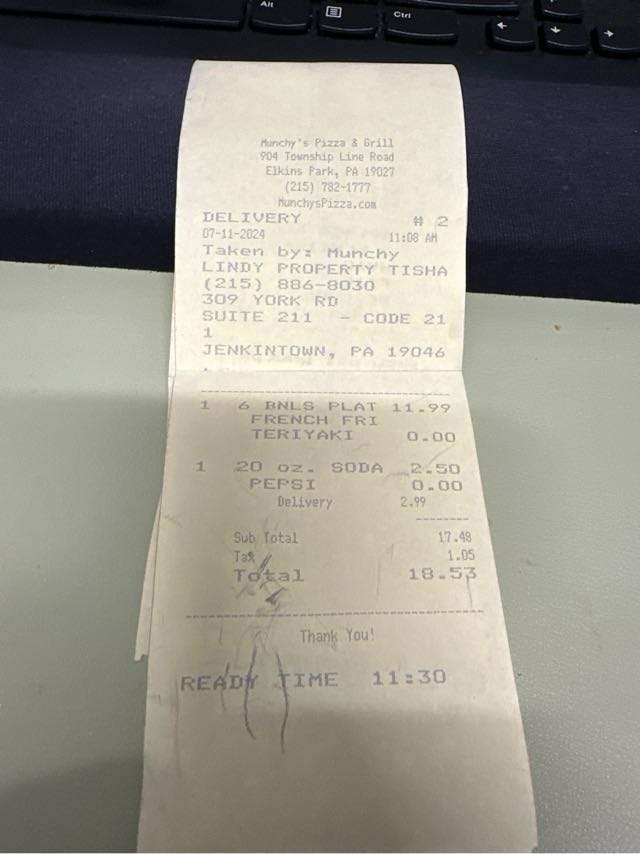 Alt
Ctrl
Munchy's Pizza & Grill
904 Township Line Road
Elkins Park, PA 19027
(215) 782-1777
MunchysPizza.com
DELIVERY # 2
07-11-2024 11:08 AM
Taken by: Munchy
LINDY PROPERTY TISHA
(215) 886-8030
309 YORK RD
SUITE 211 - CODE 21
1
JENKINTOWN, PA 19046
1 6 BNLS PLAT 11.99
FRENCH FRI
TERIYAKI 0.00
1 20 oz. SODA 2.50
PEPSI 0.00
Delivery 2.99
Sub Total 17.48
Tax 1.05
Total 18.53
Thank You!
READY TIME 11:30